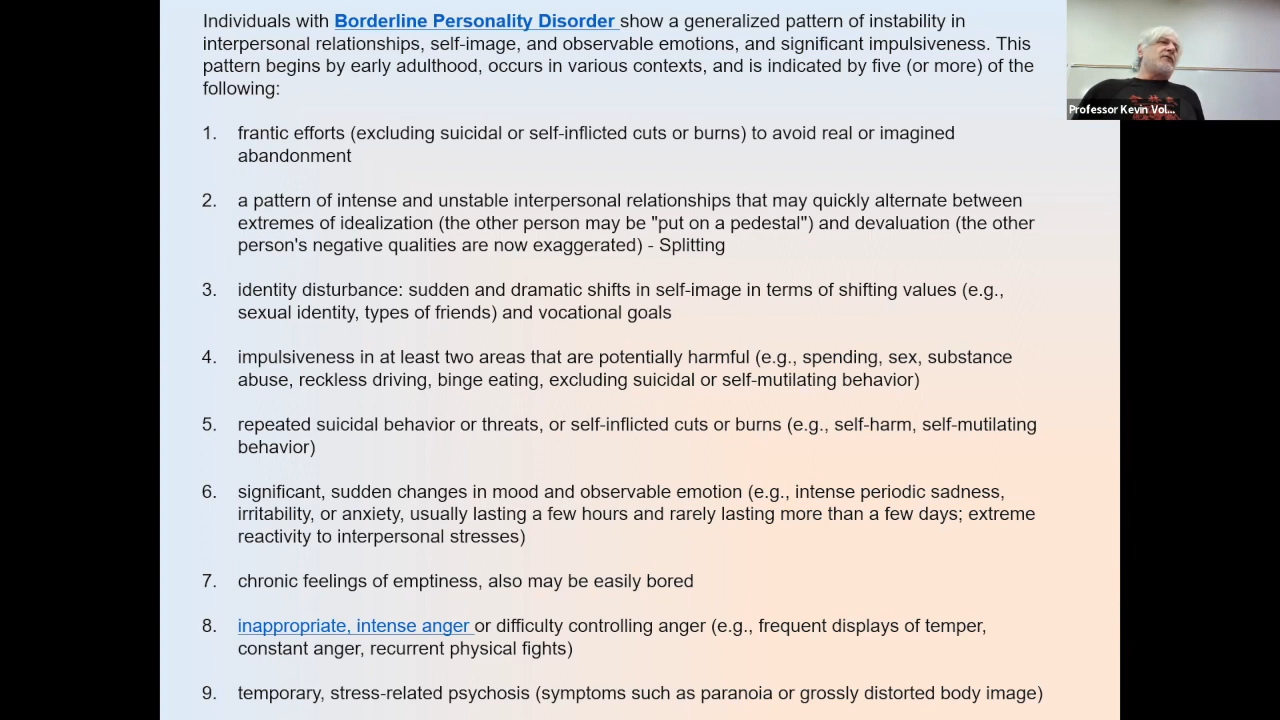 Individuals with Borderline Personality Disorder show a generalized pattern of instability in
interpersonal relationships, self-image, and observable emotions, and significant impulsiveness. This
pattern begins by early adulthood, occurs in various contexts, and is indicated by five (or more) of the
following:
1. frantic efforts (excluding suicidal or self-inflicted cuts or burns) to avoid real or imagined
abandonment
2. a pattern of intense and unstable interpersonal relationships that may quickly alternate between
extremes of idealization (the other person may be "put on a pedestal") and devaluation (the other
person's negative qualities are now exaggerated) - Splitting
3. identity disturbance: sudden and dramatic shifts in self-image in terms of shifting values (e.g.,
sexual identity, types of friends) and vocational goals
4. impulsiveness in at least two areas that are potentially harmful (e.g., spending, sex, substance
abuse, reckless driving, binge eating, excluding suicidal or self-mutilating behavior)
5. repeated suicidal behavior or threats, or self-inflicted cuts or burns (e.g., self-harm, self-mutilating
behavior)
6. significant, sudden changes in mood and observable emotion (e.g., intense periodic sadness,
irritability, or anxiety, usually lasting a few hours and rarely lasting more than a few days; extreme
reactivity to interpersonal stresses)
7. chronic feelings of emptiness, also may be easily bored
8. inappropriate, intense anger or difficulty controlling anger (e.g., frequent displays of temper,
constant anger, recurrent physical fights)
9. temporary, stress-related psychosis (symptoms such as paranoia or grossly distorted body image)
Professor Kevin Vol...